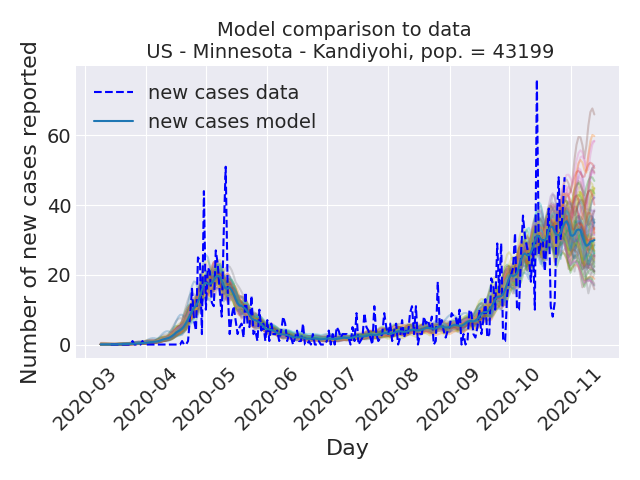 Model comparison to data
US - Minnesota - Kandiyohi, pop. = 43199
Number of new cases reported
new cases data
new cases model
60
40
20
0
2020-03
2020-04
2020-05
2020-06
2020-07
2020-08
2020-09
2020-10
2020-11
Day